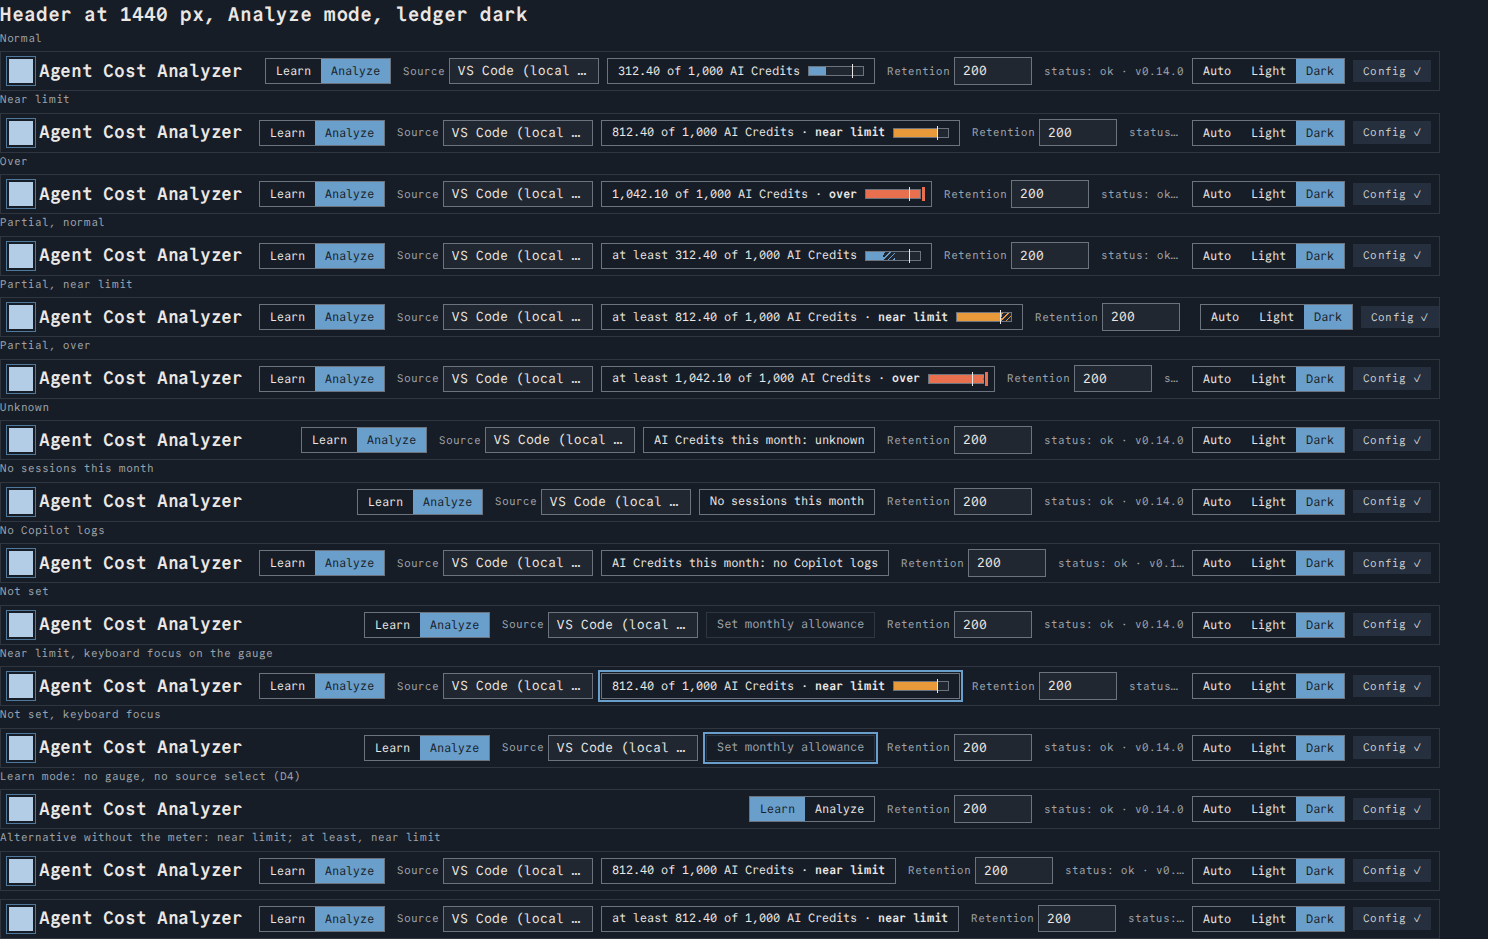 Header at 1440 px, Analyze mode, ledger dark
Normal
Agent Cost Analyzer Learn Analyze Source VS Code (local … 312.40 of 1,000 AI Credits Retention 200 status: ok · v0.14.0 Auto Light Dark Config ✓
Near limit
Agent Cost Analyzer Learn Analyze Source VS Code (local … 812.40 of 1,000 AI Credits · near limit Retention 200 status… Auto Light Dark Config ✓
Over
Agent Cost Analyzer Learn Analyze Source VS Code (local … 1,042.10 of 1,000 AI Credits · over Retention 200 status: ok… Auto Light Dark Config ✓
Partial, normal
Agent Cost Analyzer Learn Analyze Source VS Code (local … at least 312.40 of 1,000 AI Credits Retention 200 status: ok… Auto Light Dark Config ✓
Partial, near limit
Agent Cost Analyzer Learn Analyze Source VS Code (local … at least 812.40 of 1,000 AI Credits · near limit Retention 200 Auto Light Dark Config ✓
Partial, over
Agent Cost Analyzer Learn Analyze Source VS Code (local … at least 1,042.10 of 1,000 AI Credits · over Retention 200 s… Auto Light Dark Config ✓
Unknown
Agent Cost Analyzer Learn Analyze Source VS Code (local … AI Credits this month: unknown Retention 200 status: ok · v0.14.0 Auto Light Dark Config ✓
No sessions this month
Agent Cost Analyzer Learn Analyze Source VS Code (local … No sessions this month Retention 200 status: ok · v0.14.0 Auto Light Dark Config ✓
No Copilot logs
Agent Cost Analyzer Learn Analyze Source VS Code (local … AI Credits this month: no Copilot logs Retention 200 status: ok · v0.1… Auto Light Dark Config ✓
Not set
Agent Cost Analyzer Learn Analyze Source VS Code (local … Set monthly allowance Retention 200 status: ok · v0.14.0 Auto Light Dark Config ✓
Near limit, keyboard focus on the gauge
Agent Cost Analyzer Learn Analyze Source VS Code (local … 812.40 of 1,000 AI Credits · near limit Retention 200 status… Auto Light Dark Config ✓
Not set, keyboard focus
Agent Cost Analyzer Learn Analyze Source VS Code (local … Set monthly allowance Retention 200 status: ok · v0.14.0 Auto Light Dark Config ✓
Learn mode: no gauge, no source select (D4)
Agent Cost Analyzer Learn Analyze Retention 200 status: ok · v0.14.0 Auto Light Dark Config ✓
Alternative without the meter: near limit; at least, near limit
Agent Cost Analyzer Learn Analyze Source VS Code (local … 812.40 of 1,000 AI Credits · near limit Retention 200 status: ok · v0.… Auto Light Dark Config ✓
Agent Cost Analyzer Learn Analyze Source VS Code (local … at least 812.40 of 1,000 AI Credits · near limit Retention 200 status:… Auto Light Dark Config ✓